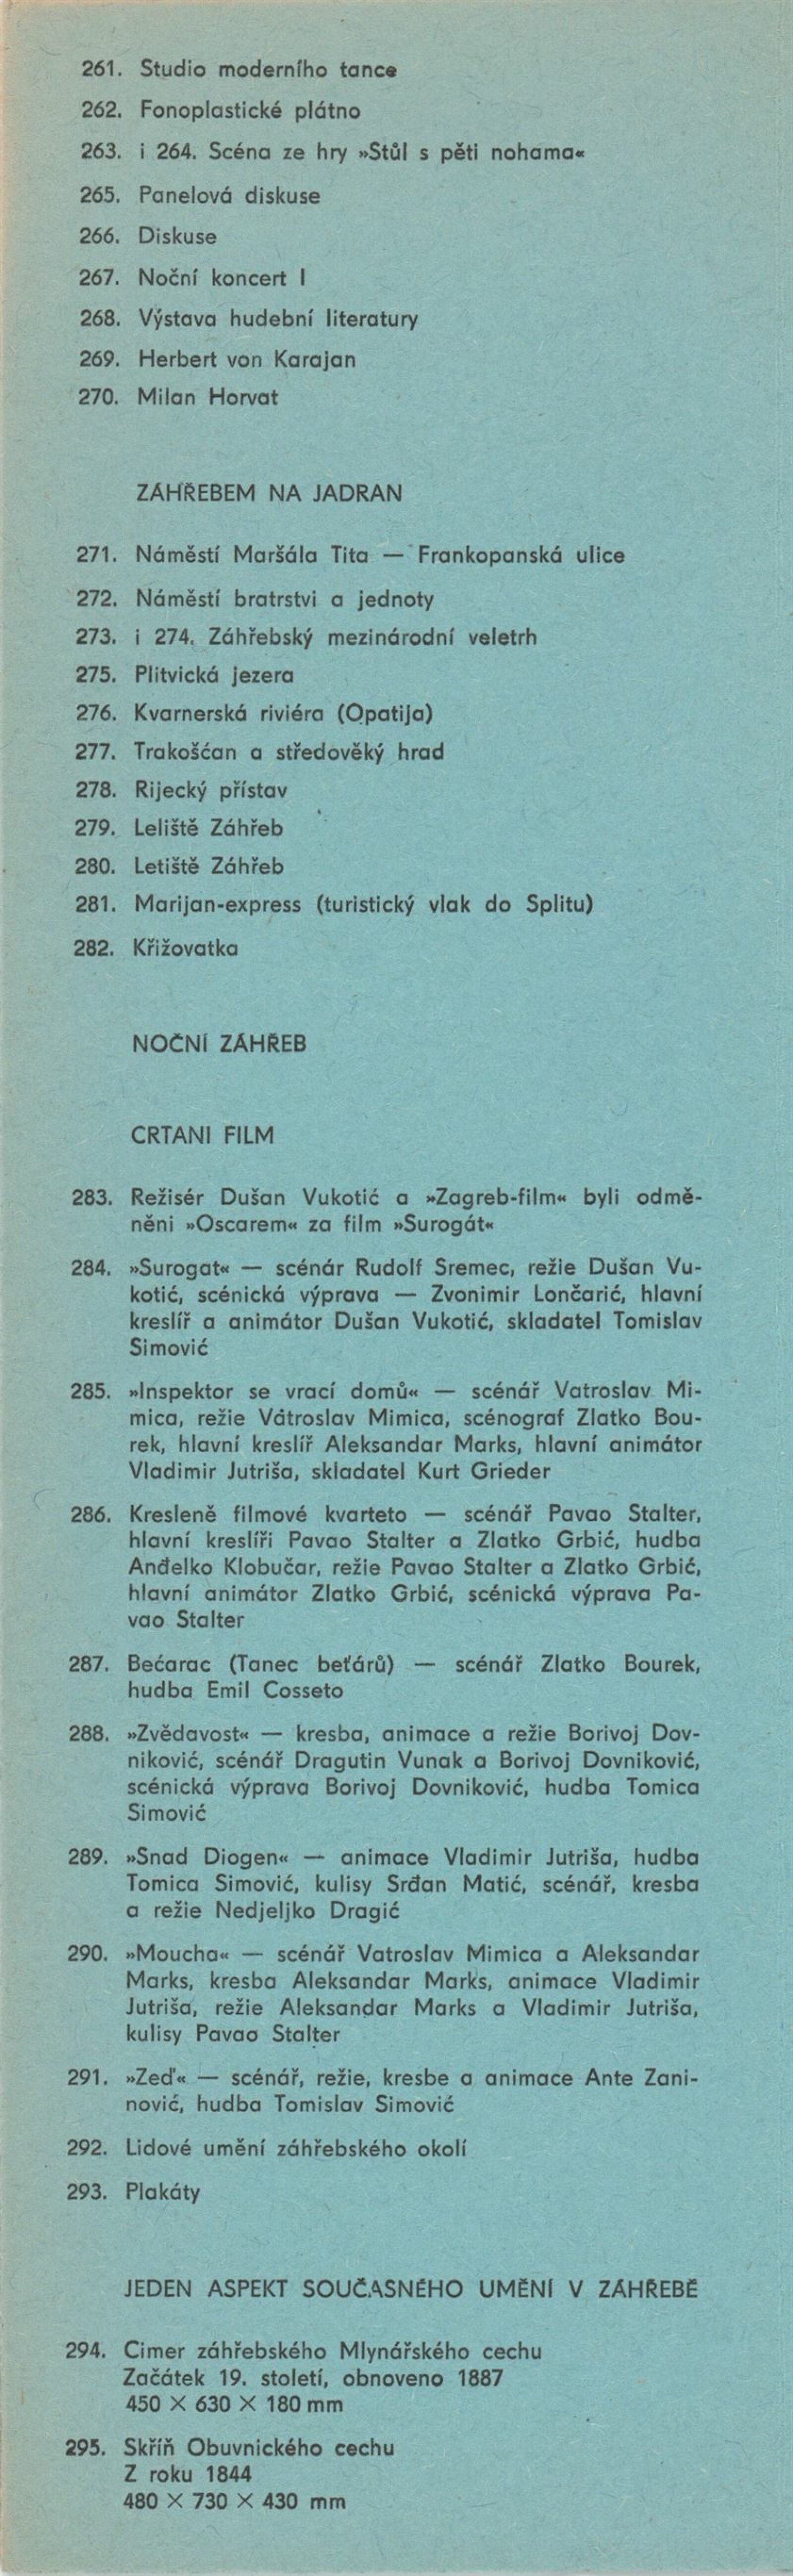 261. Studio moderního tance
262. Fonoplastické plátno
263. i 264. Scéna ze hry »Stůl s pěti nohama«
265. Panelová diskuse
266. Diskuse
267. Noční koncert I
268. Výstava hudební literatury
269. Herbert von Karajan
270. Milan Horvat
ZÁHŘEBEM NA JADRAN
271. Náměstí Maršála Tita — Frankopanská ulice
272. Náměstí bratrstvi a jednoty
273. i 274. Záhřebský mezinárodní veletrh
275. Plitvická jezera
276. Kvarnerská riviéra (Opatija)
277. Trakošćan a středověký hrad
278. Rijecký přístav
279. Leliště Záhřeb
280. Letiště Záhřeb
281. Marijan-express (turistický vlak do Splitu)
282. Křižovatka
NOČNÍ ZÁHŘEB
CRTANI FILM
283. Režisér Dušan Vukotić a »Zagreb-film« byli odmě-
něni »Oscarem« za film »Surogát«
284. »Surogat« — scénár Rudolf Sremec, režie Dušan Vu-
kotić, scénická výprava — Zvonimir Lončarić, hlavní
kreslíř a animátor Dušan Vukotić, skladatel Tomislav
Simović
285. »Inspektor se vrací domů« — scénář Vatroslav Mi-
mica, režie Vátroslav Mimica, scénograf Zlatko Bou-
rek, hlavní kreslíř Aleksandar Marks, hlavní animátor
Vladimir Jutriša, skladatel Kurt Grieder
286. Kresleně filmové kvarteto — scénář Pavao Stalter,
hlavní kreslíři Pavao Stalter a Zlatko Grbić, hudba
Anđelko Klobučar, režie Pavao Stalter a Zlatko Grbić,
hlavní animátor Zlatko Grbić, scénická výprava Pa-
vao Stalter
287. Bećarac (Tanec beťárů) — scénář Zlatko Bourek,
hudba Emil Cosseto
288. »Zvědavost« — kresba, animace a režie Borivoj Dov-
niković, scénář Dragutin Vunak a Borivoj Dovniković,
scénická výprava Borivoj Dovniković, hudba Tomica
Simović
289. »Snad Diogen« — animace Vladimir Jutriša, hudba
Tomica Simović, kulisy Srđan Matić, scénář, kresba
a režie Nedjeljko Dragić
290. »Moucha« — scénář Vatroslav Mimica a Aleksandar
Marks, kresba Aleksandar Marks, animace Vladimir
Jutriša, režie Aleksandar Marks a Vladimir Jutriša,
kulisy Pavao Stalter
291. »Zeď« — scénář, režie, kresbe a animace Ante Zani-
nović, hudba Tomislav Simović
292. Lidové umění záhřebského okolí
293. Plakáty
JEDEN ASPEKT SOUČASNÉHO UMĚNÍ V ZÁHŘEBĚ
294. Cimer záhřebského Mlynářského cechu
Začátek 19. století, obnoveno 1887
450 × 630 × 180 mm
295. Skříň Obuvnického cechu
Z roku 1844
480 × 730 × 430 mm